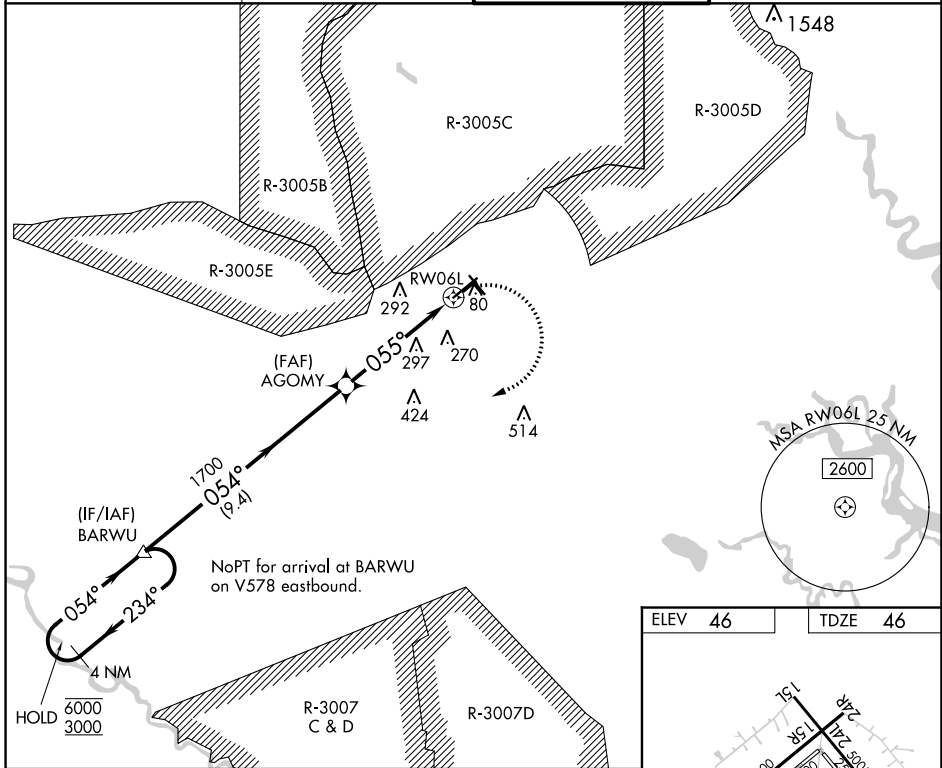 1548
R-3005C
R-3005D
R-3005B
R-3005E
RW06L
292
80
055°
297
270
(FAF)
AGOMY
424
514
MSA RW06L 25 NM
2600
1700
054°
(9.4)
(IF/IAF)
BARWU
NoPT for arrival at BARWU
on V578 eastbound.
054°
234°
4 NM
HOLD
6000
3000
R-3007
C & D
R-3007D
ELEV 46
TDZE 46
15L
24R
15R
24L